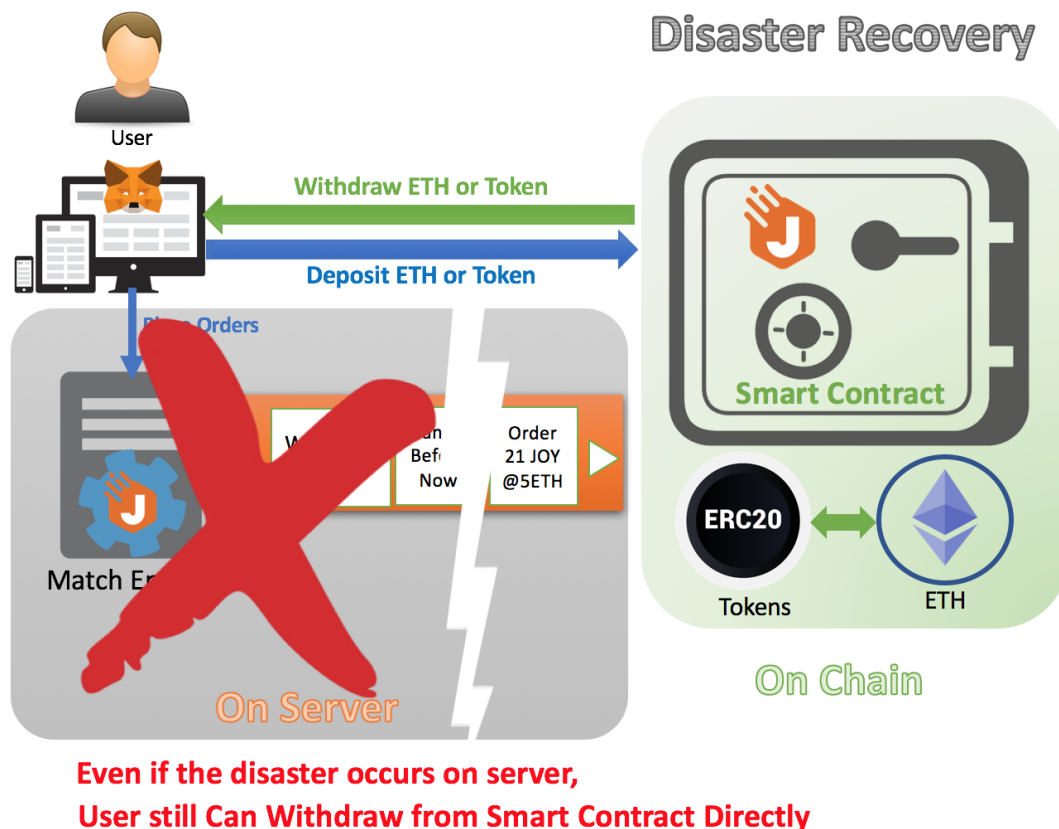 Disaster Recovery
User
Withdraw ETH or Token
Deposit ETH or Token
Orders
J
Smart Contract
Order
21 JOY
@5ETH
Now
J
Match
ERC20
Tokens
ETH
On Server
On Chain
Even if the disaster occurs on server,
User still Can Withdraw from Smart Contract Directly